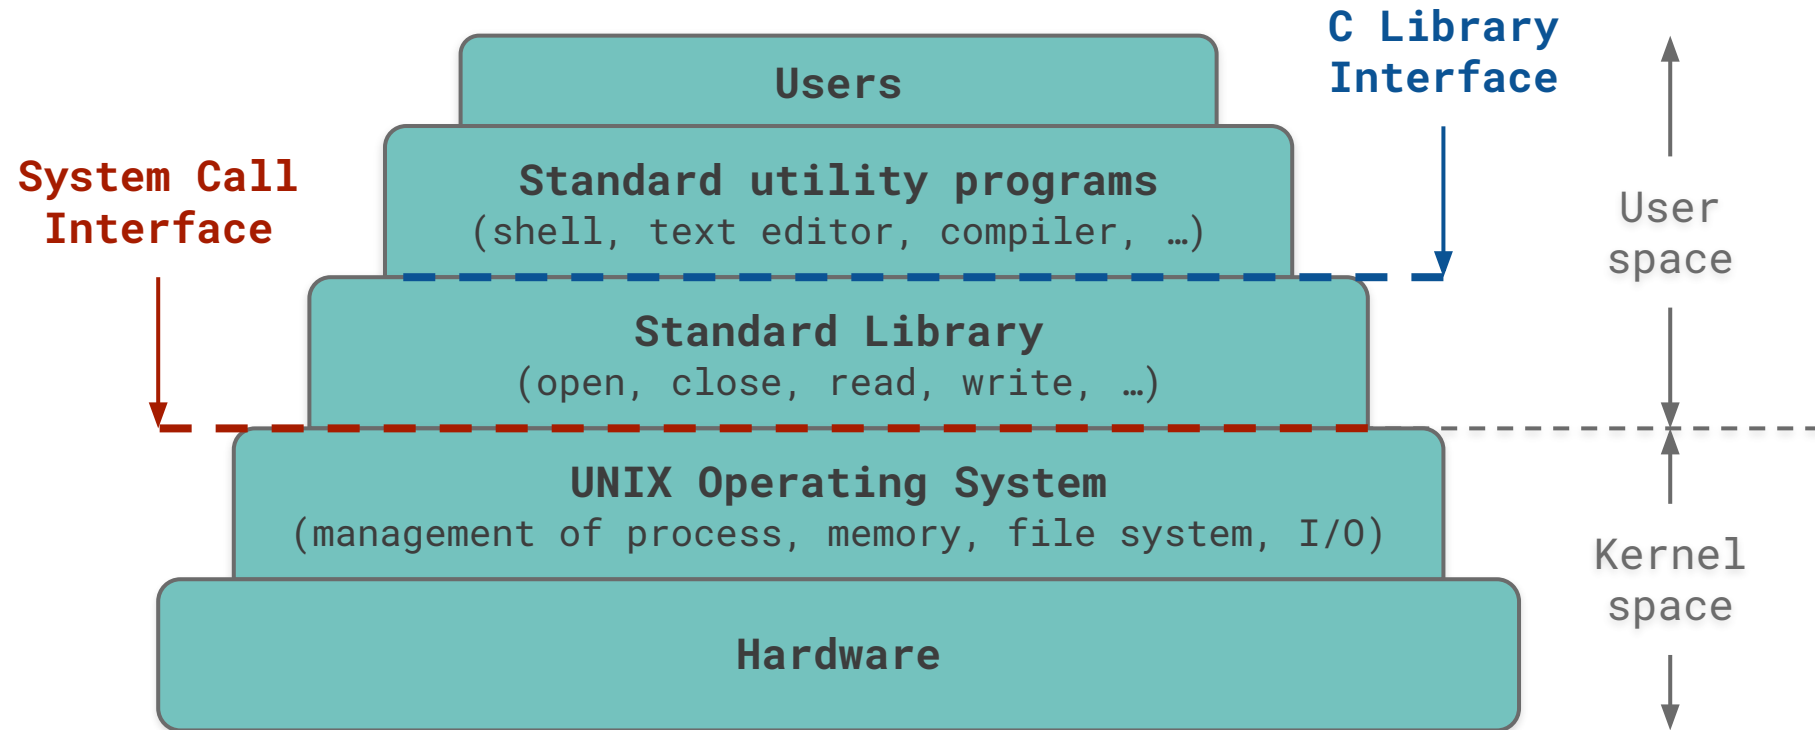 C Library
Interface
Users
System Call
Interface
Standard utility programs
(shell, text editor, compiler, …)
User
space
Standard Library
(open, close, read, write, …)
UNIX Operating System
(management of process, memory, file system, I/O)
Kernel
space
Hardware